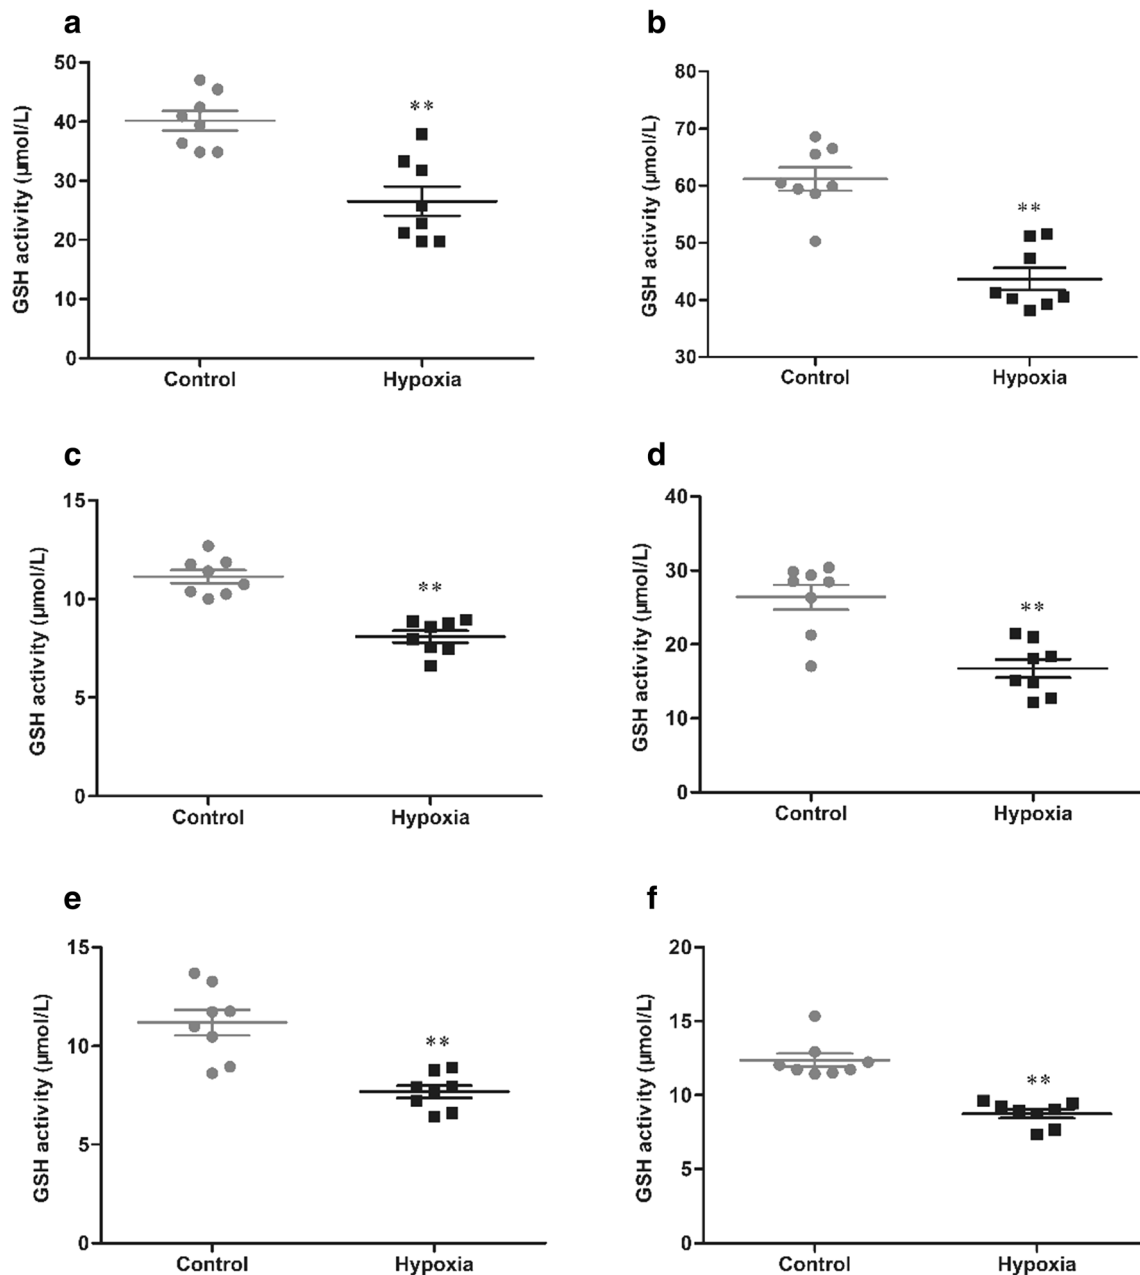 a
GSH activity (µmol/L)
50
40
30
20
10
0
**
Control
Hypoxia
b
GSH activity (µmol/L)
80
70
60
50
40
30
**
Control
Hypoxia
c
GSH activity (µmol/L)
15
10
5
0
**
Control
Hypoxia
d
GSH activity (µmol/L)
40
30
20
10
0
**
Control
Hypoxia
e
GSH activity (µmol/L)
15
10
5
0
**
Control
Hypoxia
f
GSH activity (µmol/L)
20
15
10
5
0
**
Control
Hypoxia